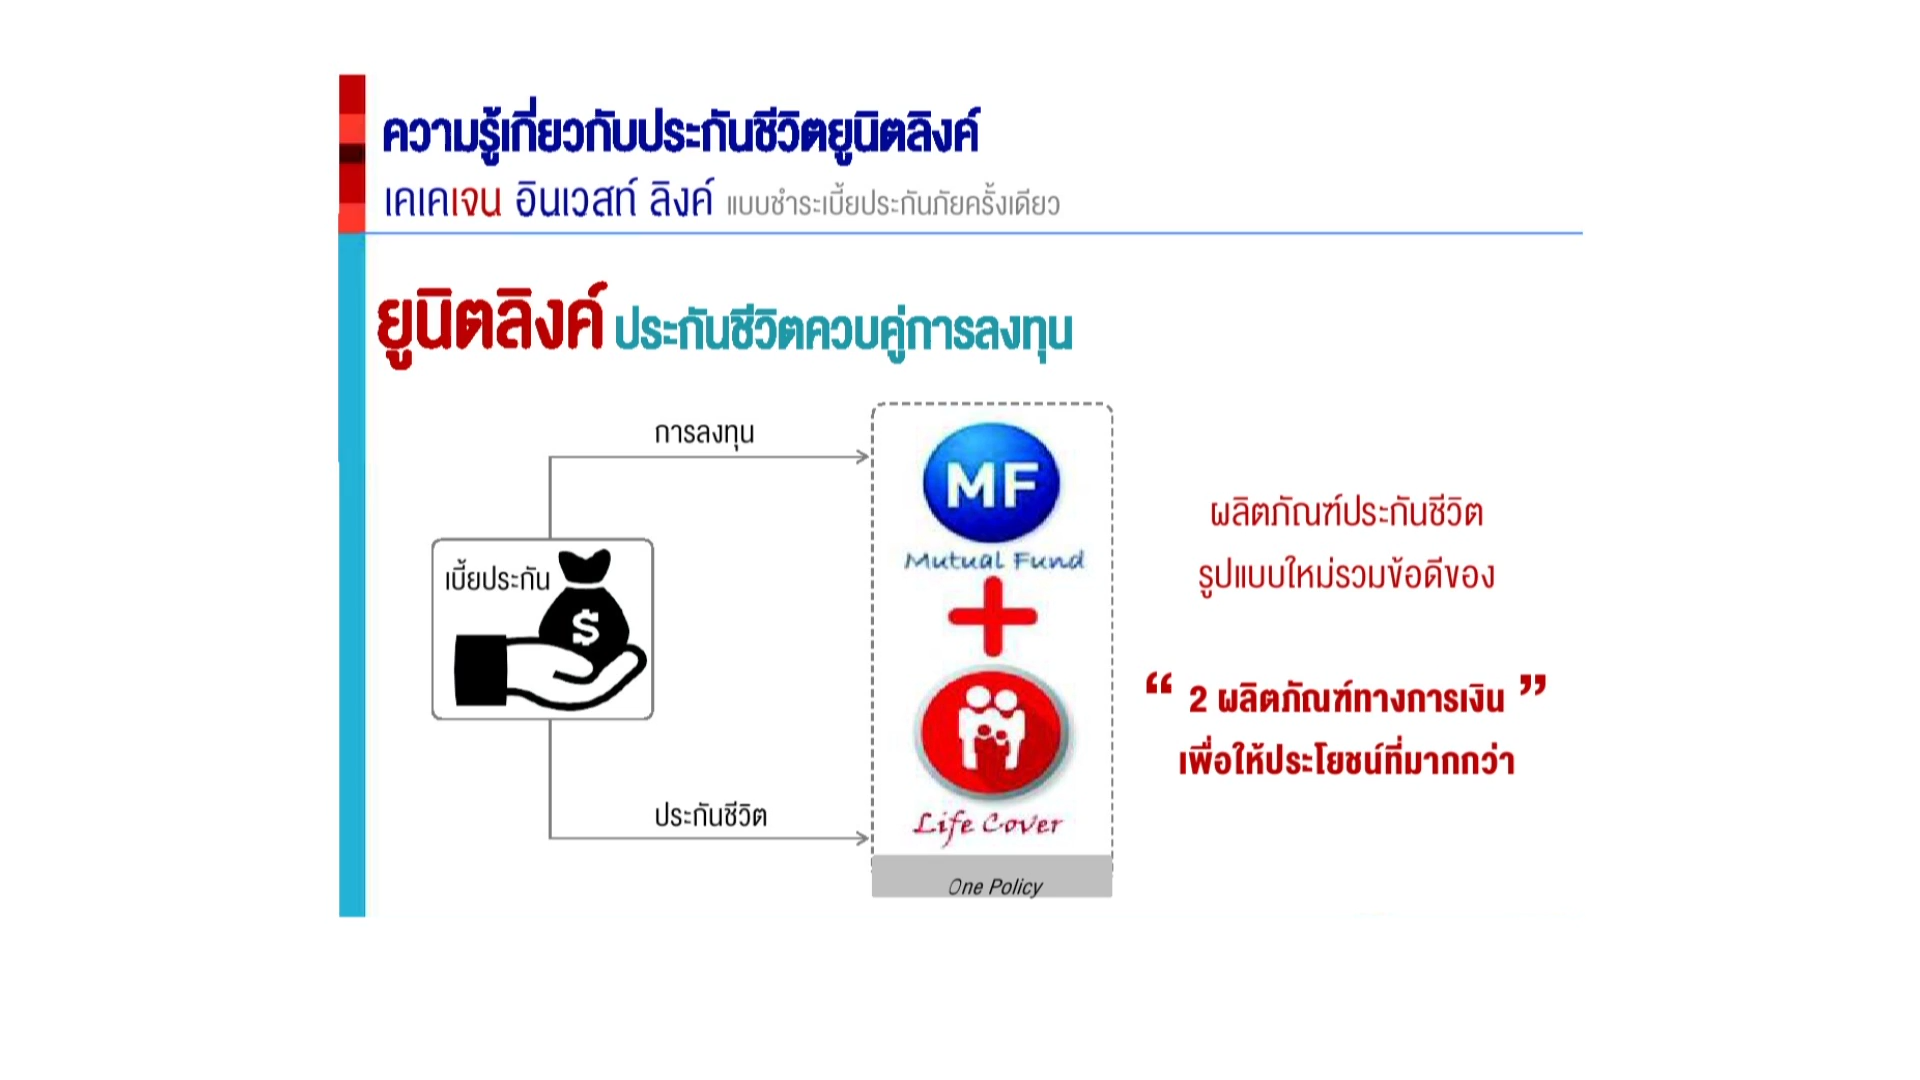 ความรู้เกี่ยวกับประกันชีวิตยูนิตลิงค์
เคเคเจน อินเวสท์ ลิงค์ แบบชำระเบี้ยประกันภัยครั้งเดียว
ยูนิตลิงค์ ประกันชีวิตควบคู่การลงทุน
การลงทุน
MF
Mutual Fund
เบี้ยประกัน
$
ประกันชีวิต
Life Cover
One Policy
ผลิตภัณฑ์ประกันชีวิต
รูปแบบใหม่รวมข้อดีของ
“ 2 ผลิตภัณฑ์ทางการเงิน ”
เพื่อให้ประโยชน์ที่มากกว่า